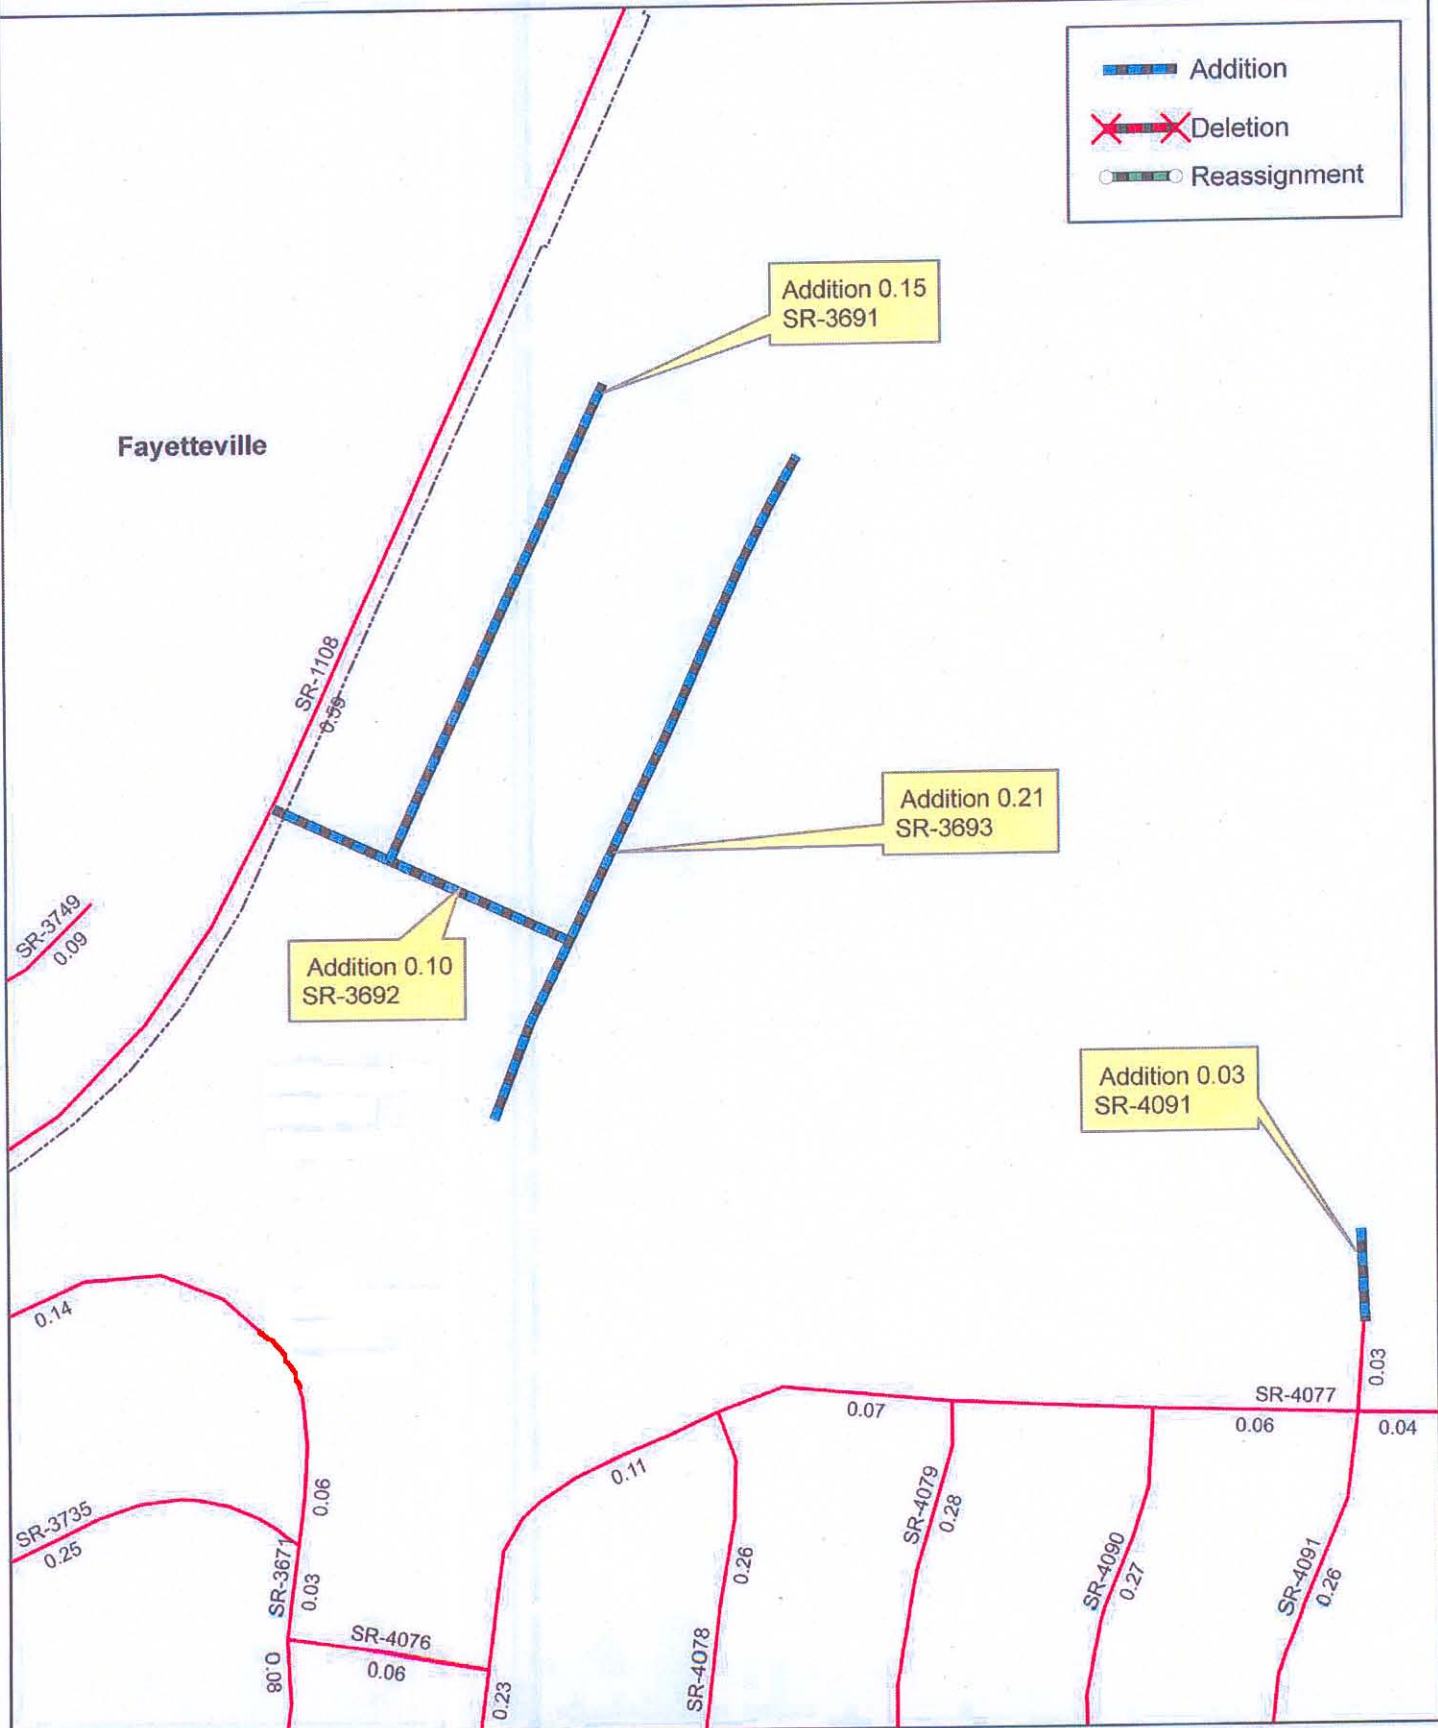 Addition
Deletion
Reassignment
Addition 0.15
SR-3691
Fayetteville
SR-1108
0.59
Addition 0.21
SR-3693
SR-3749
0.09
Addition 0.10
SR-3692
Addition 0.03
SR-4091
0.14
0.03
SR-4077
0.07
0.06
0.04
0.11
SR-3735
0.25
0.06
SR-3671
0.03
SR-4079
0.28
0.26
SR-4090
0.27
SR-4091
0.26
SR-4076
0.06
0.08
0.23
SR-4078